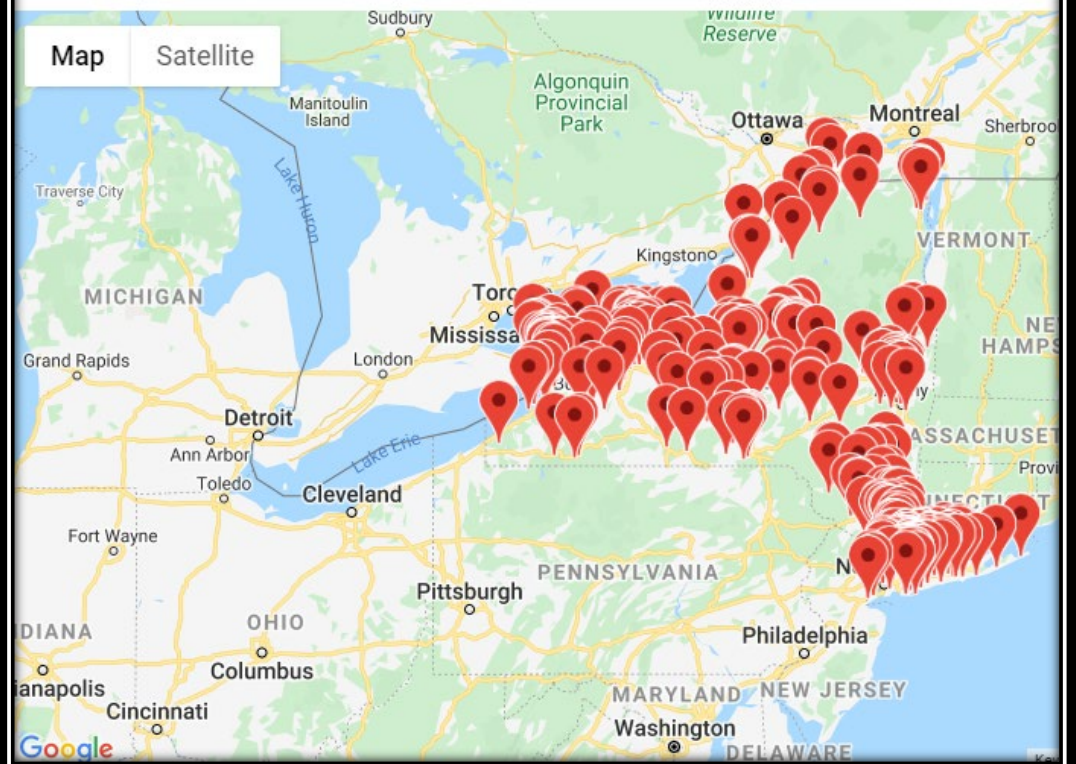 Sudbury
Wildlife
Reserve
Map
Satellite
Algonquin
Provincial
Park
Manitoulin
Island
Ottawa
Montreal
Sherbroo
Lake Huron
Traverse City
VERMONT
Kingston
MICHIGAN
Toro
Mississa
NE
HAMPS
London
Grand Rapids
Detroit
ASSACHUSET
Ann Arbor
Lake Erie
Provi
Toledo
Cleveland
NNECTICUT
Fort Wayne
PENNSYLVANIA
N
Pittsburgh
OHIO
DIANA
Philadelphia
Columbus
ianapolis
MARYLAND
NEW JERSEY
Cincinnati
Washington
Google
DELAWARE